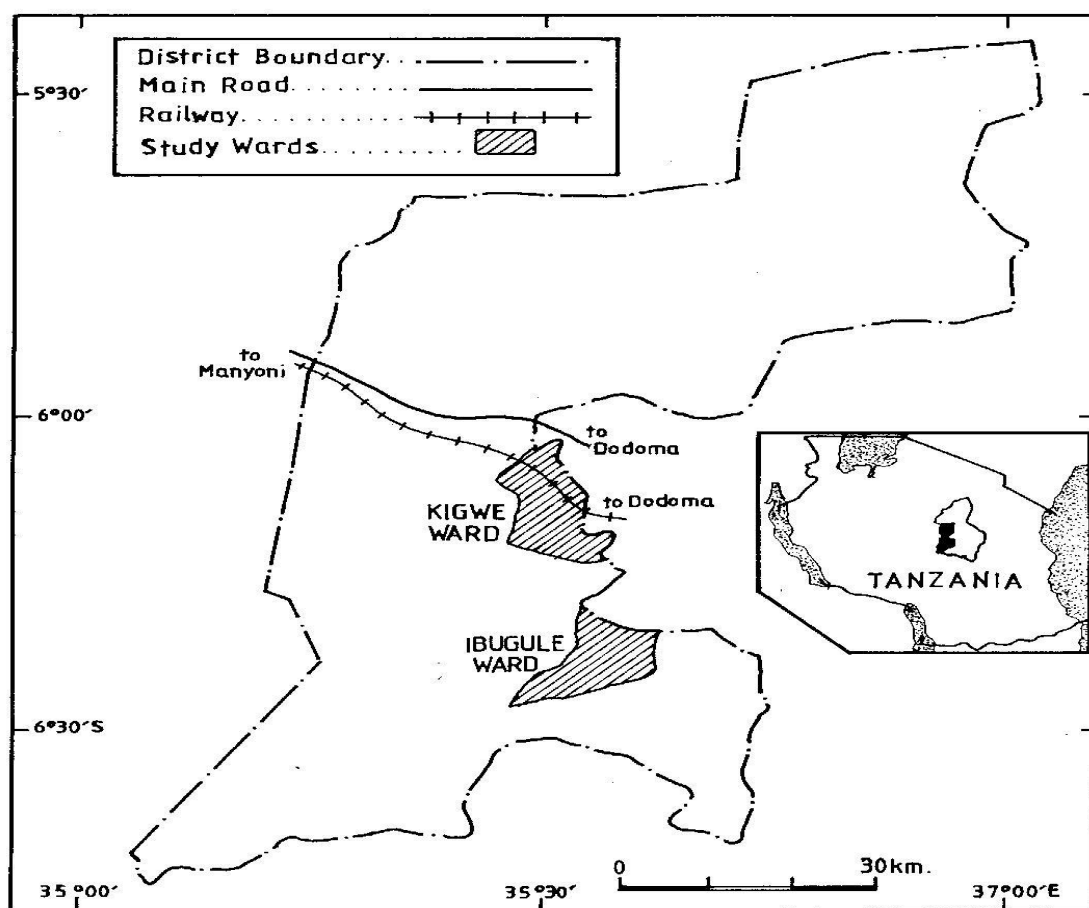 District Boundary...
Main Road.......
Railway..........
Study Wards........
5°30′
to
Manyoni
6°00′
to
Dodoma
to Dodoma
KIGWE
WARD
TANZANIA
IBUGULE
WARD
6°30′S
0 30km.
35°00′ 35°30′ 37°00′E